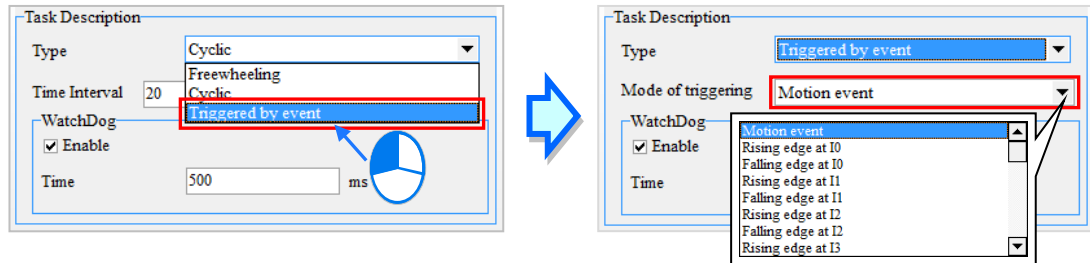 Task Description
Type Cyclic
Freewheeling
Cyclic
Triggered by event
Time Interval 20
WatchDog
Enable
Time 500 ms
Task Description
Type Triggered by event
Mode of triggering Motion event
WatchDog
Enable
Time
Motion event
Rising edge at I0
Falling edge at I0
Rising edge at I1
Falling edge at I1
Rising edge at I2
Falling edge at I2
Rising edge at I3